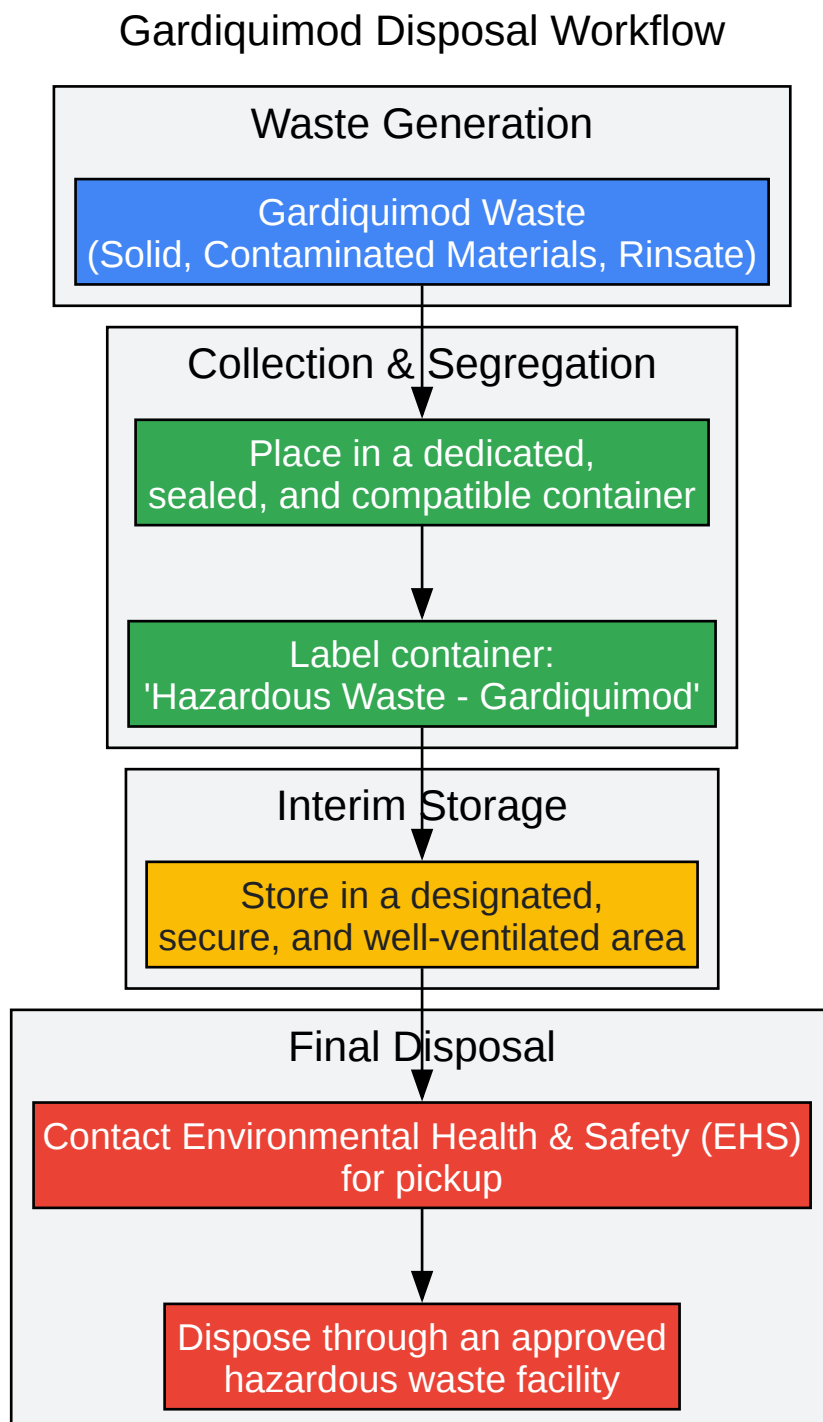 Gardiquimod Disposal Workflow
Waste Generation
Gardiquimod Waste
(Solid, Contaminated Materials, Rinsate)
Collection & Segregation
Place in a dedicated,
sealed, and compatible container
Label container:
'Hazardous Waste - Gardiquimod'
Interim Storage
Store in a designated,
secure, and well-ventilated area
Final Disposal
Contact Environmental Health & Safety (EHS)
for pickup
Dispose through an approved
hazardous waste facility